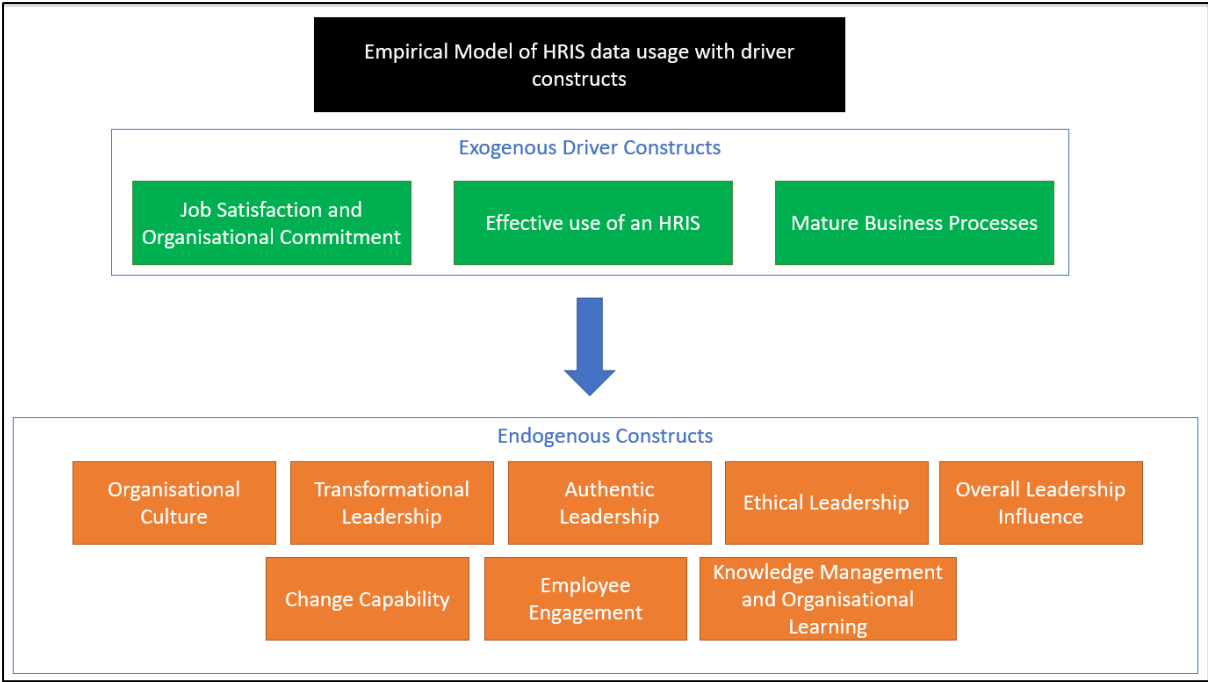 Empirical Model of HRIS data usage with driver
constructs
Exogenous Driver Constructs
Job Satisfaction and
Organisational Commitment
Effective use of an HRIS
Mature Business Processes
Endogenous Constructs
Organisational
Culture
Transformational
Leadership
Authentic
Leadership
Ethical Leadership
Overall Leadership
Influence
Change Capability
Employee
Engagement
Knowledge Management
and Organisational
Learning